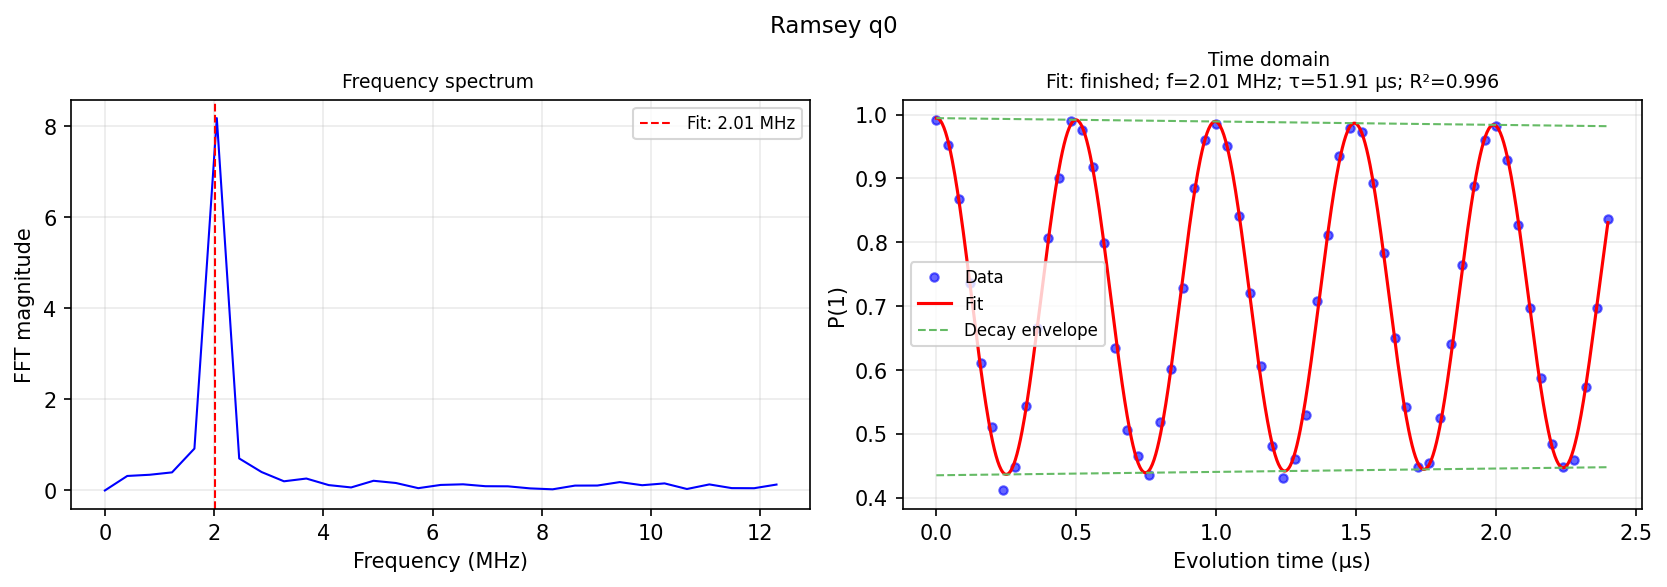 Ramsey q0
Frequency spectrum
Fit: 2.01 MHz
FFT magnitude
8
6
4
2
0
0 2 4 6 8 10 12
Frequency (MHz)
Time domain
Fit: finished; f=2.01 MHz; τ=51.91 µs; R²=0.996
Data
Fit
Decay envelope
P(1)
1.0
0.9
0.8
0.7
0.6
0.5
0.4
0.0 0.5 1.0 1.5 2.0 2.5
Evolution time (µs)